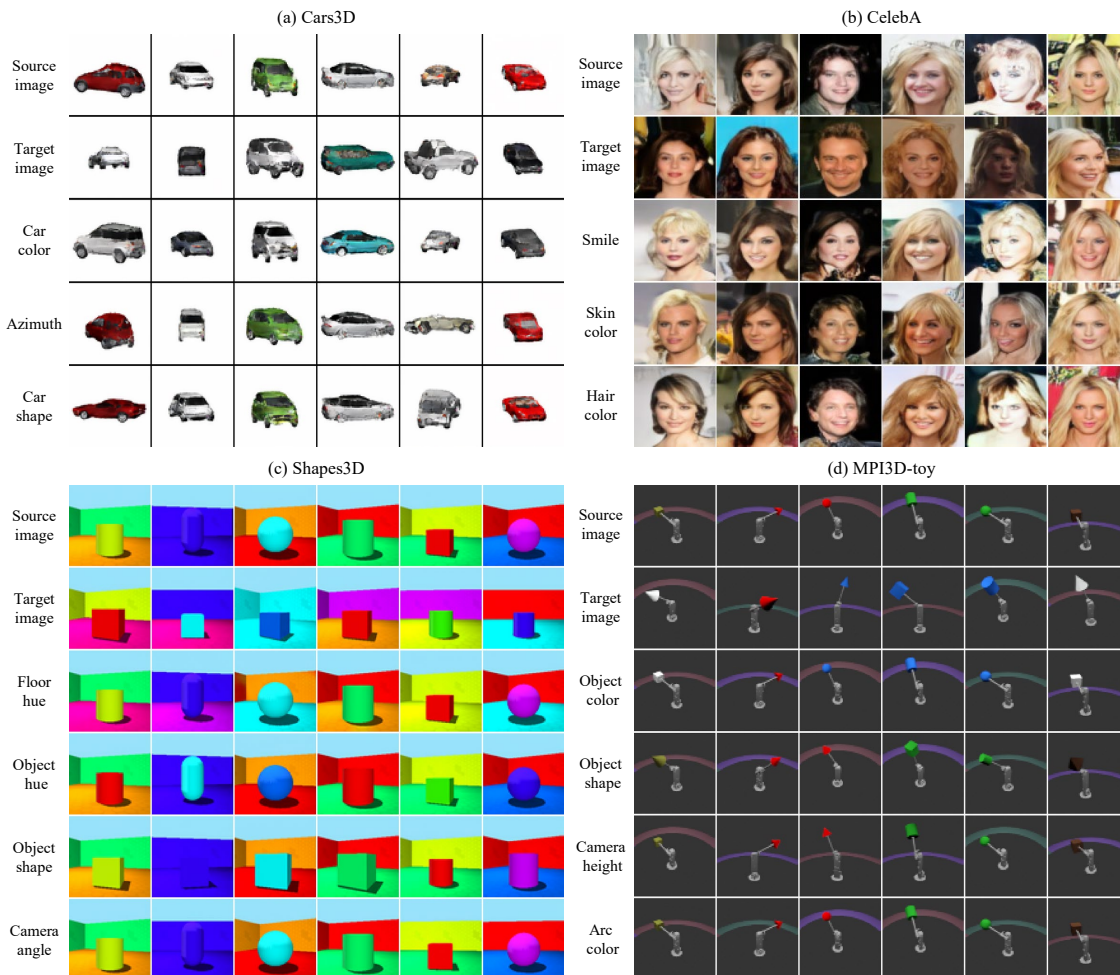 (a) Cars3D
Source
image
Target
image
Car
color
Azimuth
Car
shape
(b) CelebA
Source
image
Target
image
Smile
Skin
color
Hair
color
(c) Shapes3D
Source
image
Target
image
Floor
hue
Object
hue
Object
shape
Camera
angle
(d) MPI3D-toy
Source
image
Target
image
Object
color
Object
shape
Camera
height
Arc
color